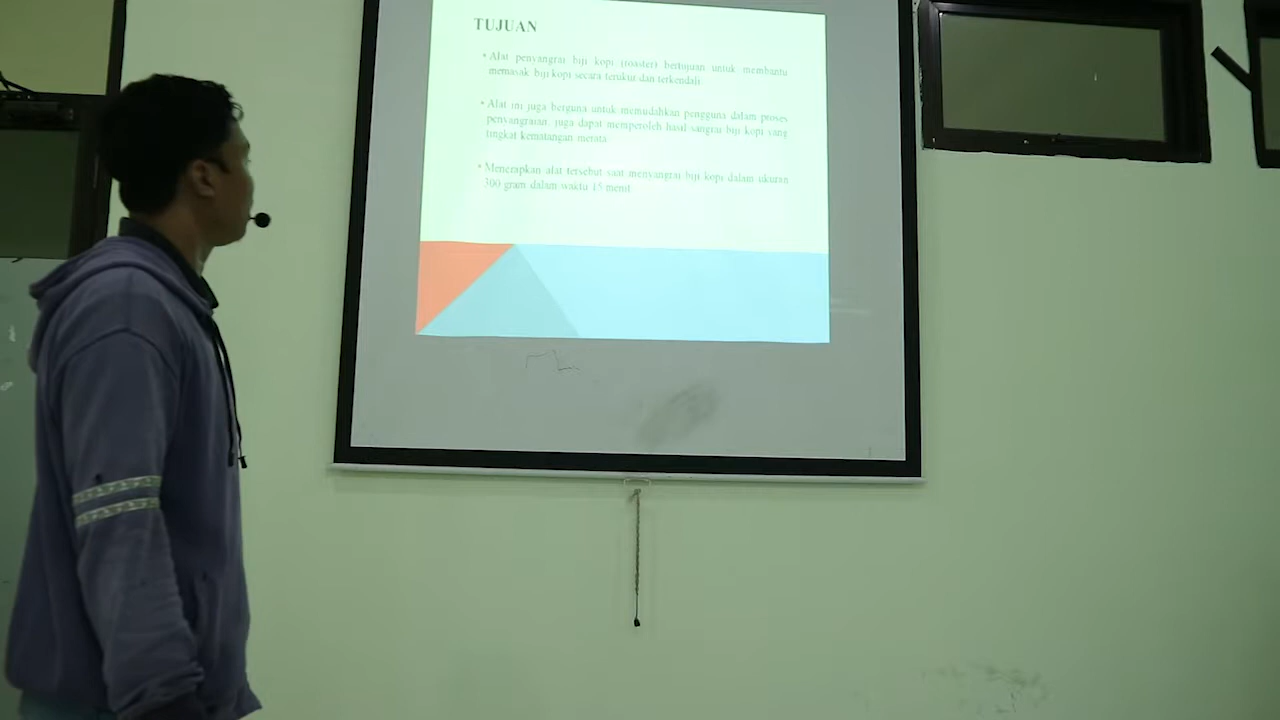 TUJUAN
• Alat penyangrai biji kopi (roaster) bertujuan untuk membantu
memasak biji kopi secara terukur dan terkendali.
• Alat ini juga berguna untuk memudahkan pengguna dalam proses
penyangraian, juga dapat memperoleh hasil sangrai biji kopi yang
tingkat kematangan merata.
• Menerapkan alat tersebut saat menyangrai biji kopi dalam ukuran
300 gram dalam waktu 15 menit.